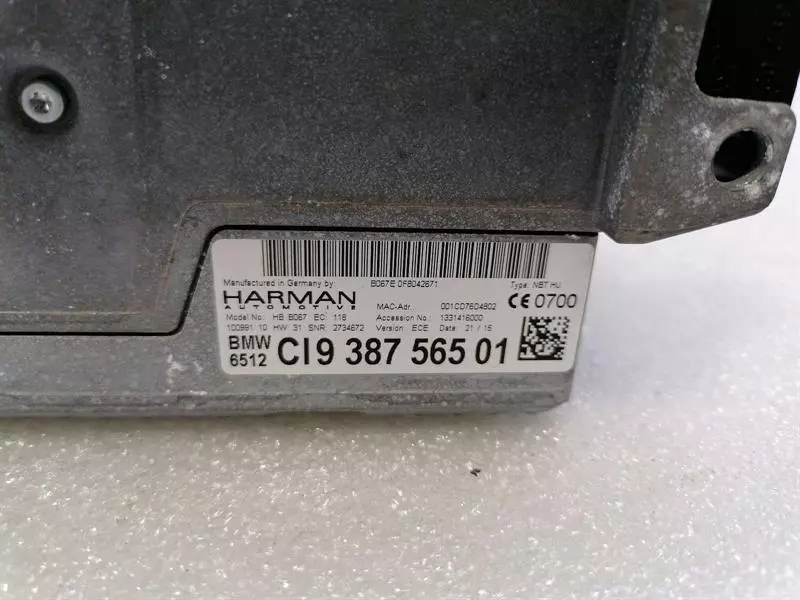 Manufactured in Germany by: B067E 0F8042671 Type: NBT HU
HARMAN MAC-Adr.: 001CD76D4802 CE 0700
AUTOMOTIVE
Model No.: HB B067 EC: 118 Accession No.: 1331416000
100991 10 HW 31 SNR: 2734672 Version: ECE Date: 21 / 15
BMW
6512 CI9 387 565 01